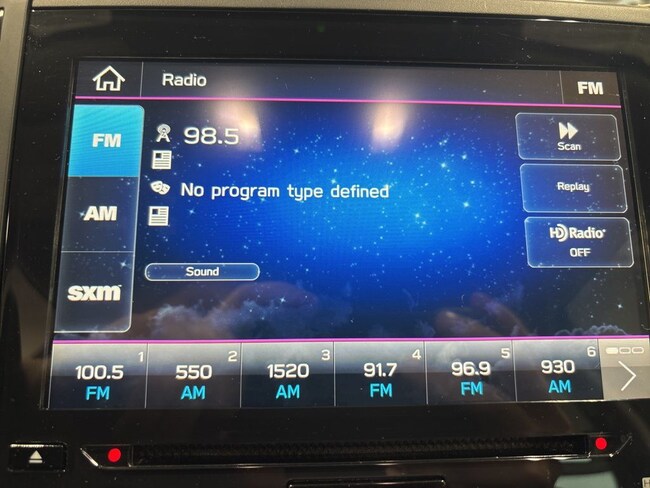 Radio
FM
FM
98.5
Scan
AM
No program type defined
Replay
HD Radio
OFF
sxm
Sound
1
100.5
FM
2
550
AM
3
1520
AM
4
91.7
FM
5
96.9
FM
6
930
AM